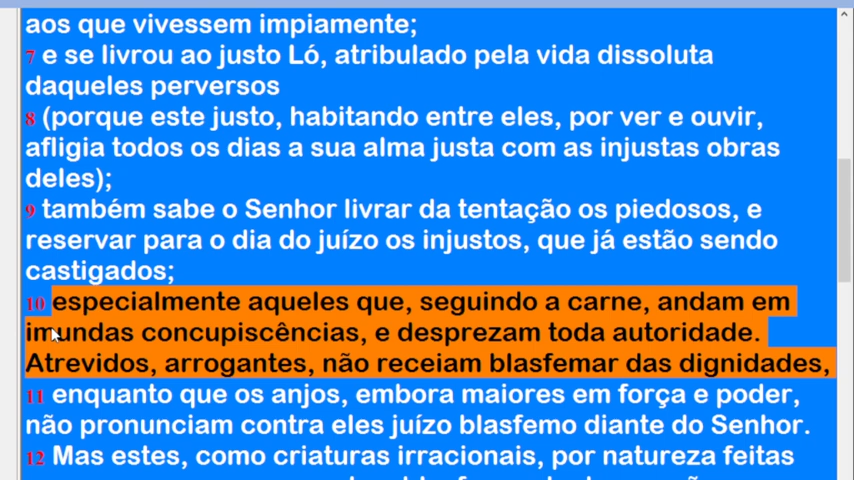 aos que vivessem impiamente;
7 e se livrou ao justo Ló, atribulado pela vida dissoluta
daqueles perversos
8 (porque este justo, habitando entre eles, por ver e ouvir,
afligia todos os dias a sua alma justa com as injustas obras
deles);
9 também sabe o Senhor livrar da tentação os piedosos, e
reservar para o dia do juízo os injustos, que já estão sendo
castigados;
10 especialmente aqueles que, seguindo a carne, andam em
imundas concupiscências, e desprezam toda autoridade.
Atrevidos, arrogantes, não receiam blasfemar das dignidades,
11 enquanto que os anjos, embora maiores em força e poder,
não pronunciam contra eles juízo blasfemo diante do Senhor.
12 Mas estes, como criaturas irracionais, por natureza feitas